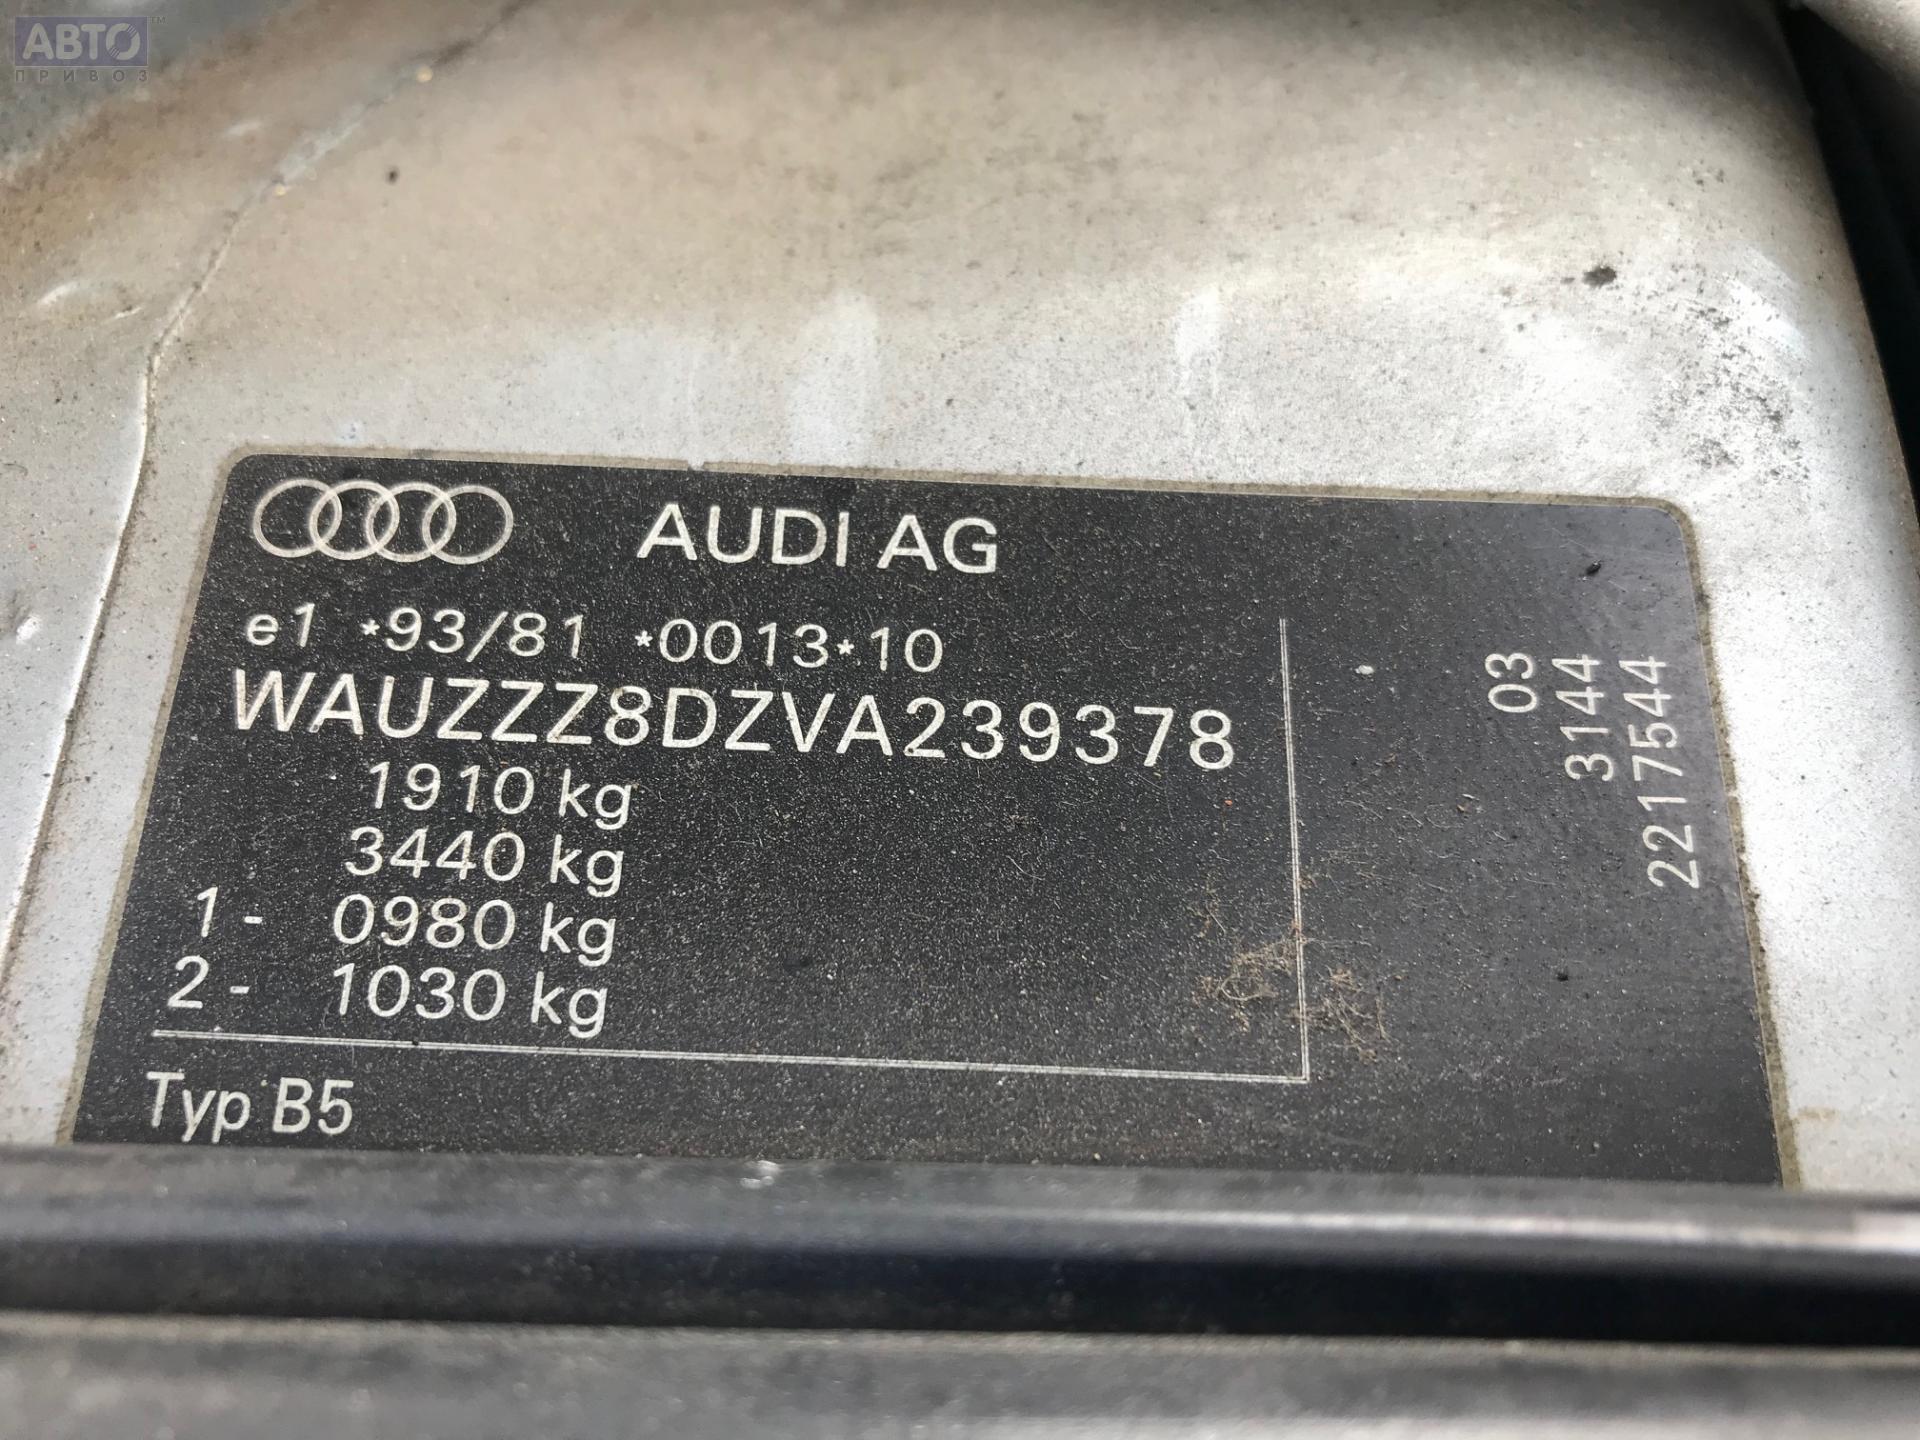 АВТО™
ПРИВОЗ
AUDI AG
e1 *93/81 *0013*10
WAUZZZ8DZVA239378
1910 kg
3440 kg
1- 0980 kg
2- 1030 kg
Typ B5
03
3144
2217544